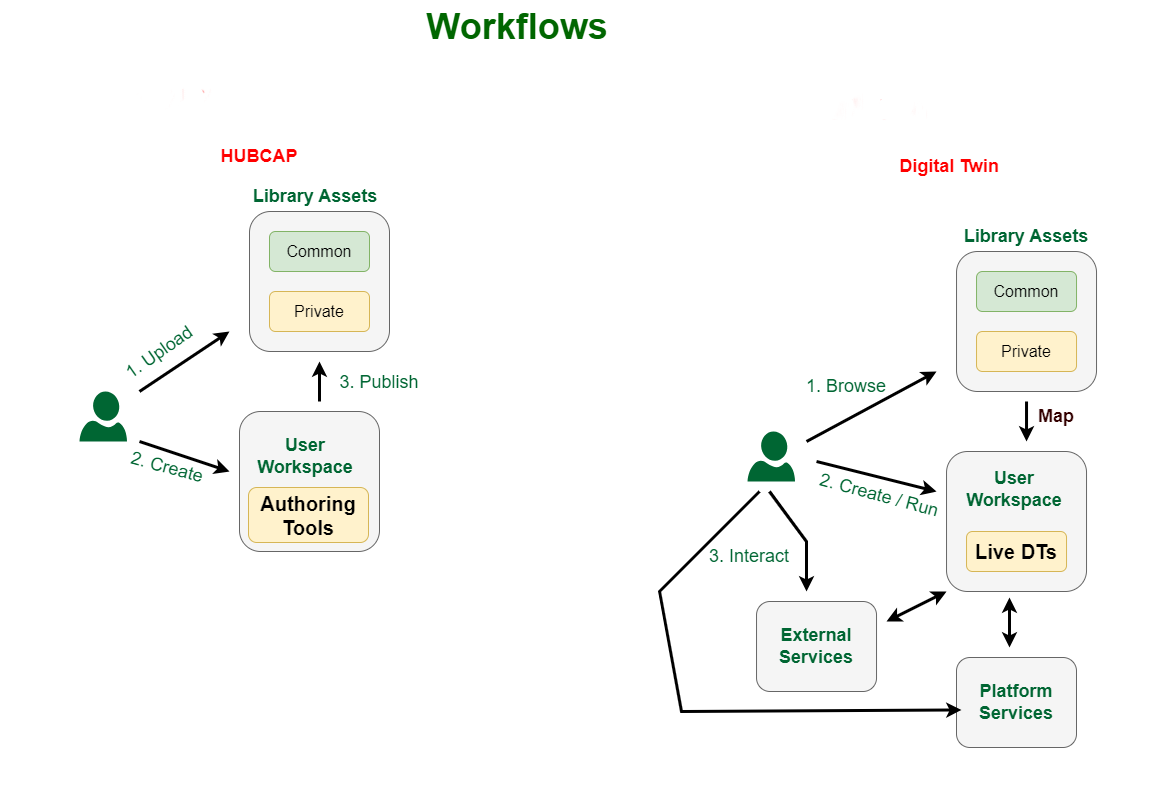 Workflows
HUBCAP
Library Assets
Common
Private
1. Upload
3. Publish
2. Create
User
Workspace
Authoring
Tools
Digital Twin
Library Assets
Common
Private
1. Browse
Map
2. Create / Run
User
Workspace
Live DTs
3. Interact
External
Services
Platform
Services